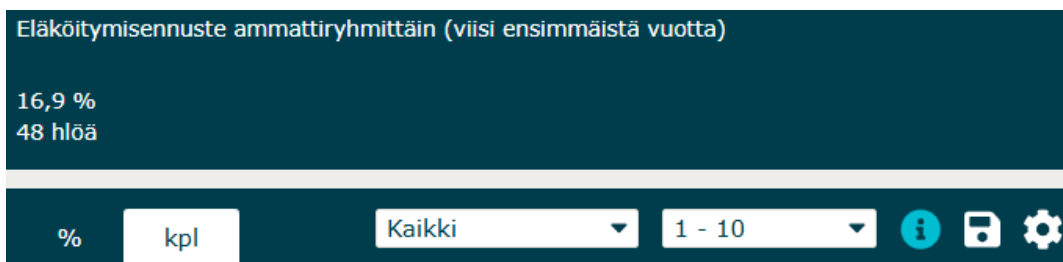 Eläköitymisennuste ammattiryhmittäin (viisi ensimmäistä vuotta)
16,9 %
48 hlöä
% kpl Kaikki 1 - 10 i